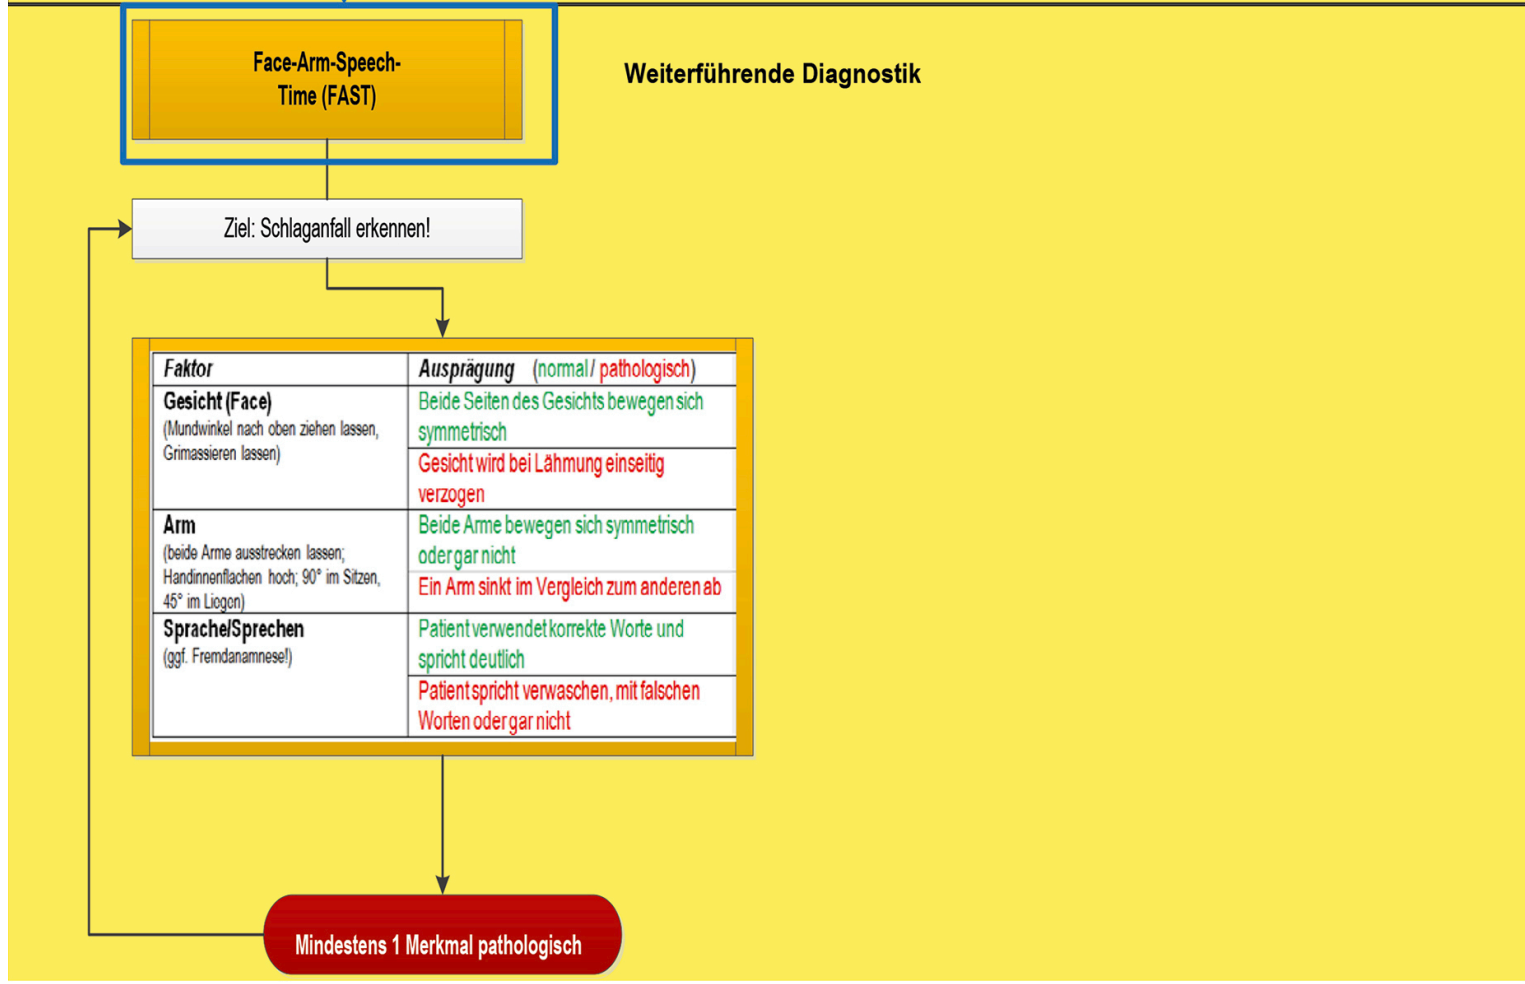 Face-Arm-Speech-
Time (FAST)
Weiterführende Diagnostik
Ziel: Schlaganfall erkennen!
Faktor
Ausprägung (normal/ pathologisch)
Gesicht (Face)
(Mundwinkel nach oben ziehen lassen,
Grimassieren lassen)
Beide Seiten des Gesichts bewegen sich
symmetrisch
Gesicht wird bei Lähmung einseitig
verzogen
Arm
(beide Arme ausstrecken lassen;
Handinnenflachen hoch; 90° im Sitzen,
45° im Liegen)
Beide Arme bewegen sich symmetrisch
oder gar nicht
Ein Arm sinkt im Vergleich zum anderen ab
Sprache/Sprechen
(ggf. Fremdanamnese!)
Patient verwendet korrekte Worte und
spricht deutlich
Patient spricht verwaschen, mit falschen
Worten oder gar nicht
Mindestens 1 Merkmal pathologisch